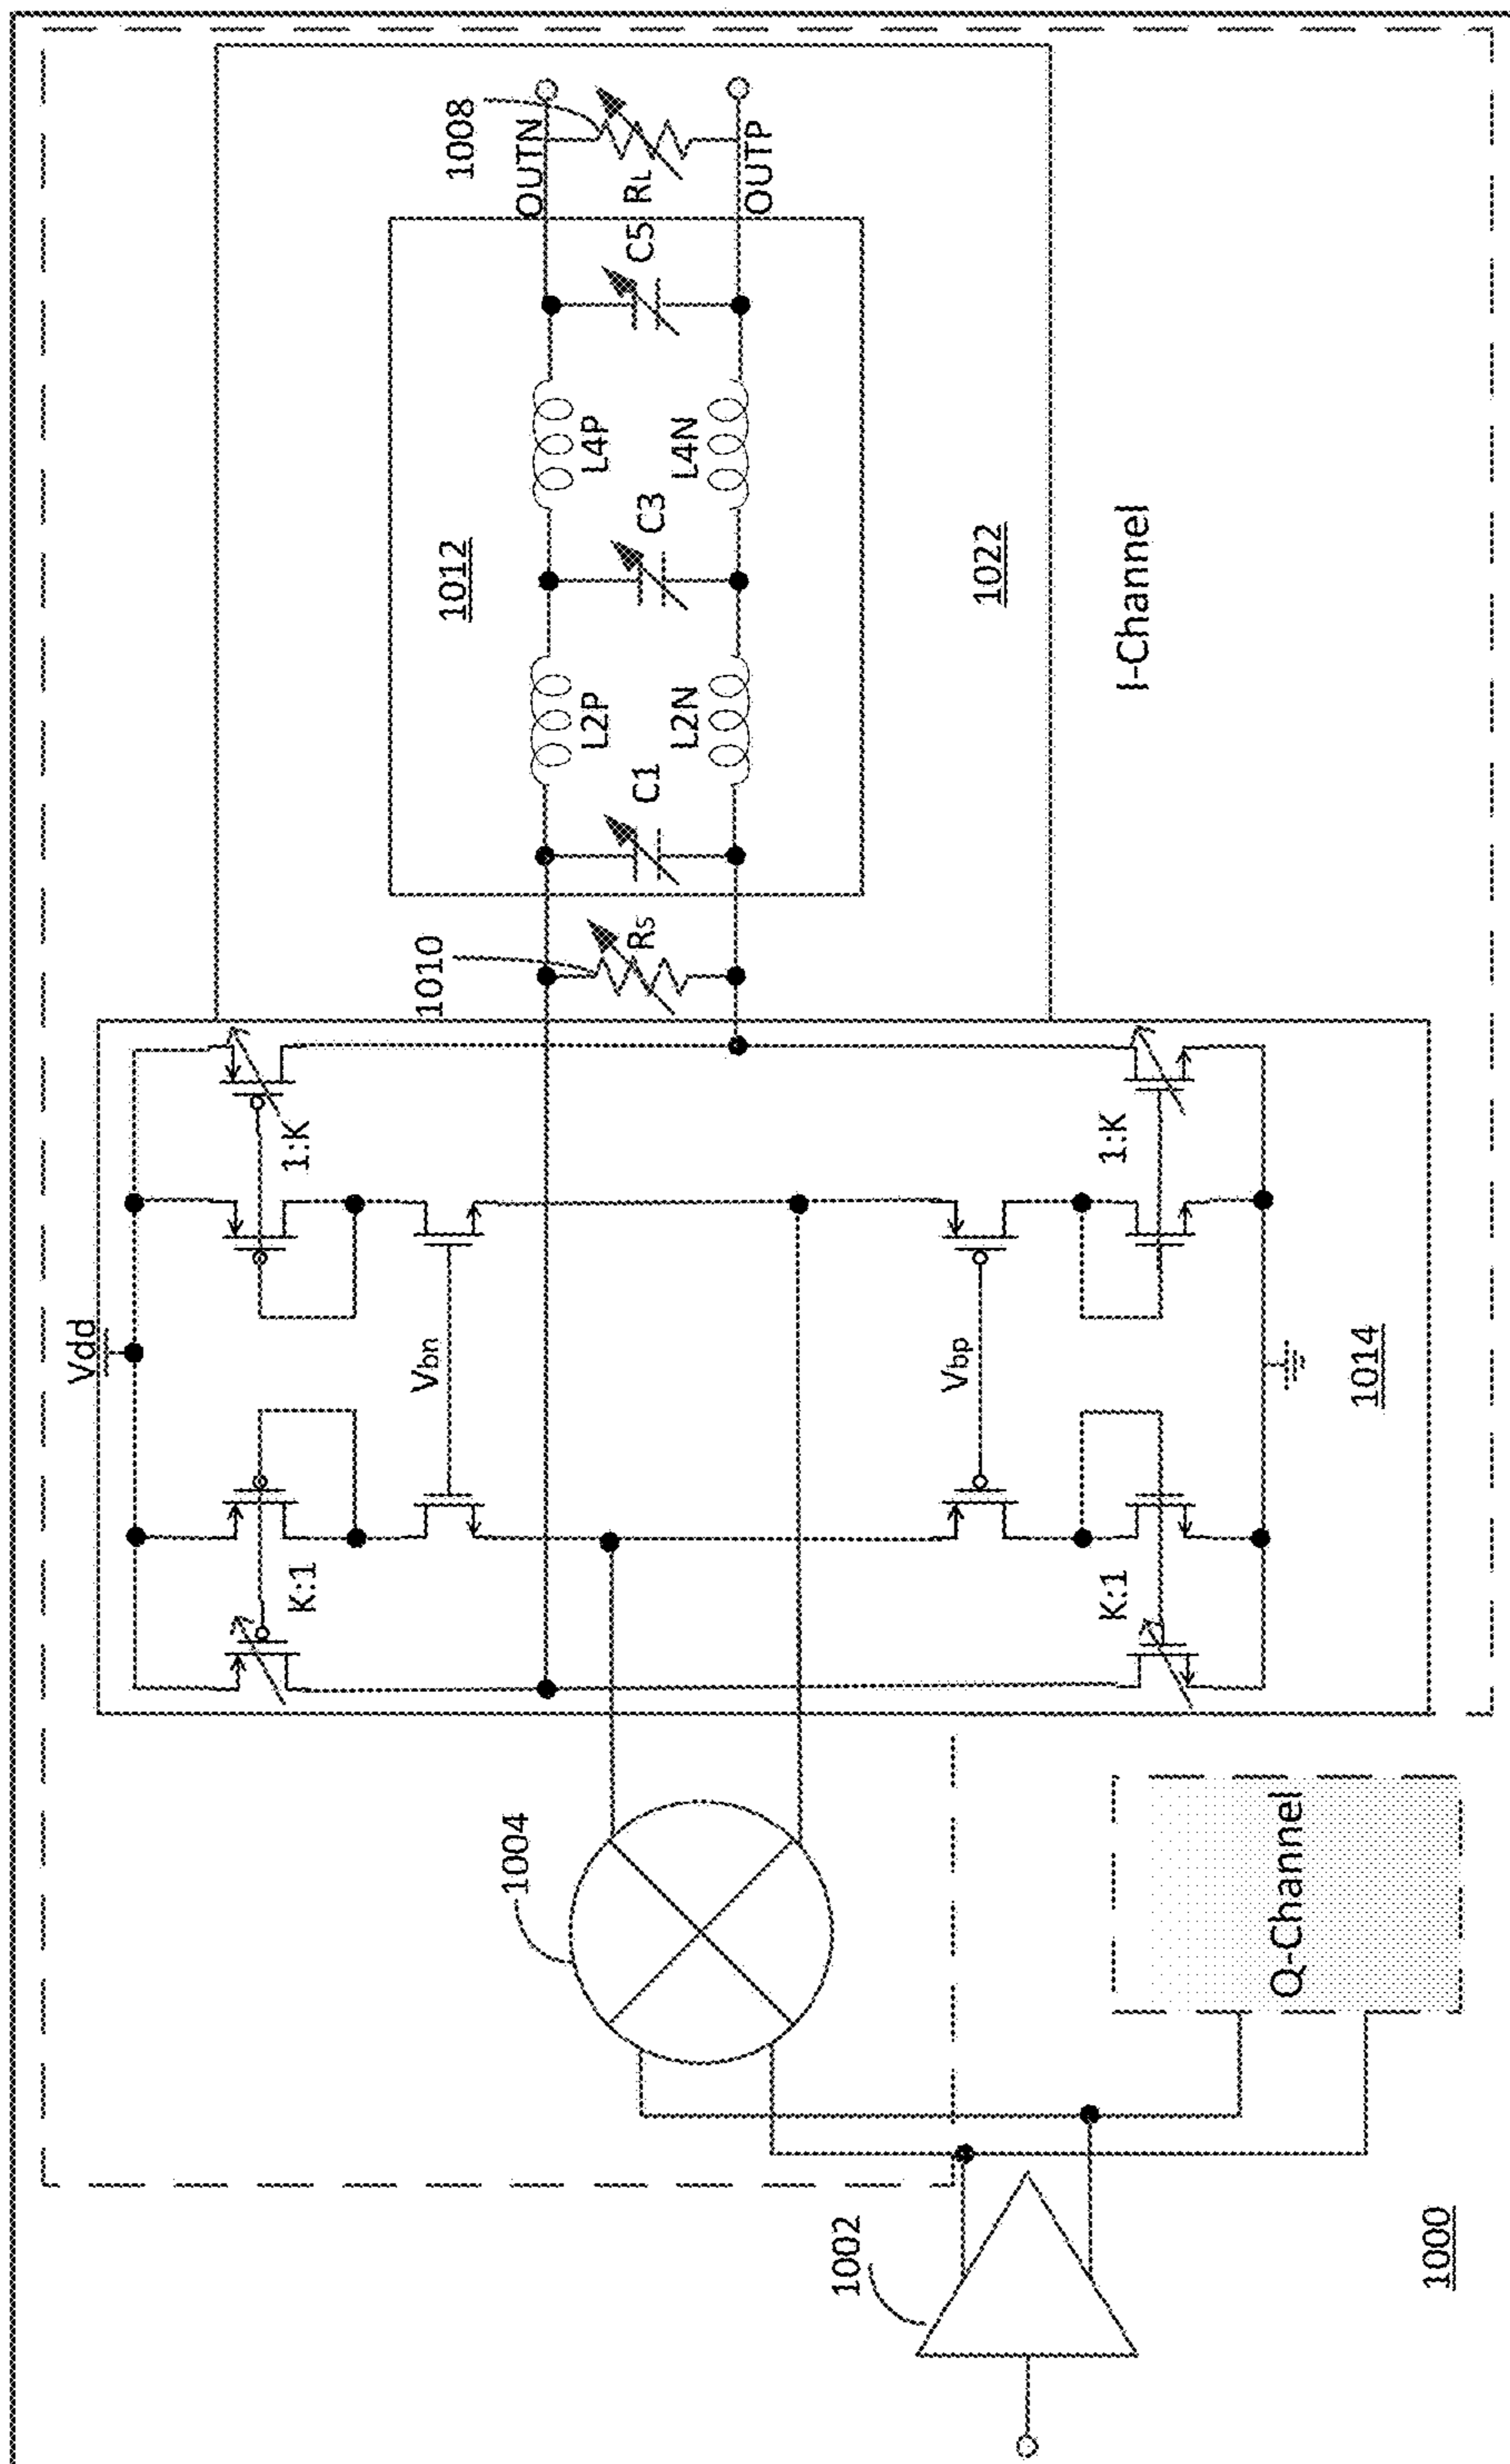 1000
1002
1004
Q-Channel
I-Channel
Vdd
K:1
1:K
Vbn
Vbp
K:1
1:K
1014
1010
Rs
1012
C1
L2P
L2N
C3
L4P
L4N
C5
1022
1008
OUTN
RL
OUTP